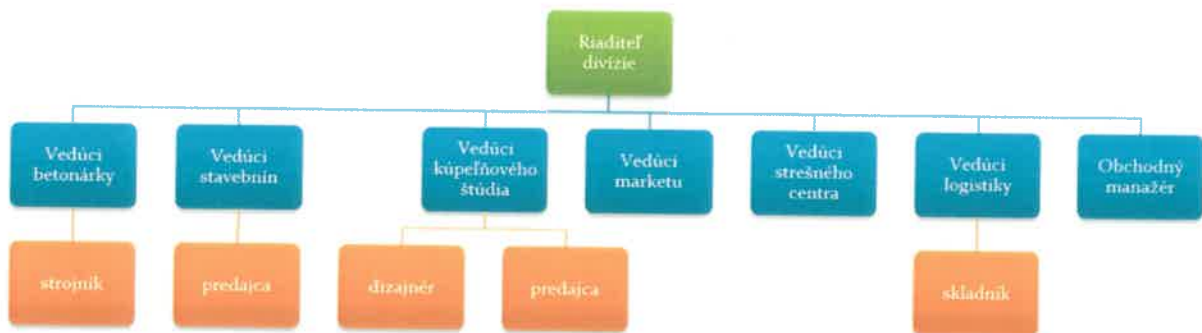 Riaditeľ
divízie
Vedúci
betonárky
Vedúci
stavebnín
Vedúci
kúpeľňového
štúdia
Vedúci
marketu
Vedúci
strešného
centra
Vedúci
logistiky
Obchodný
manažér
strojník
predajca
dizajnér
predajca
skladník